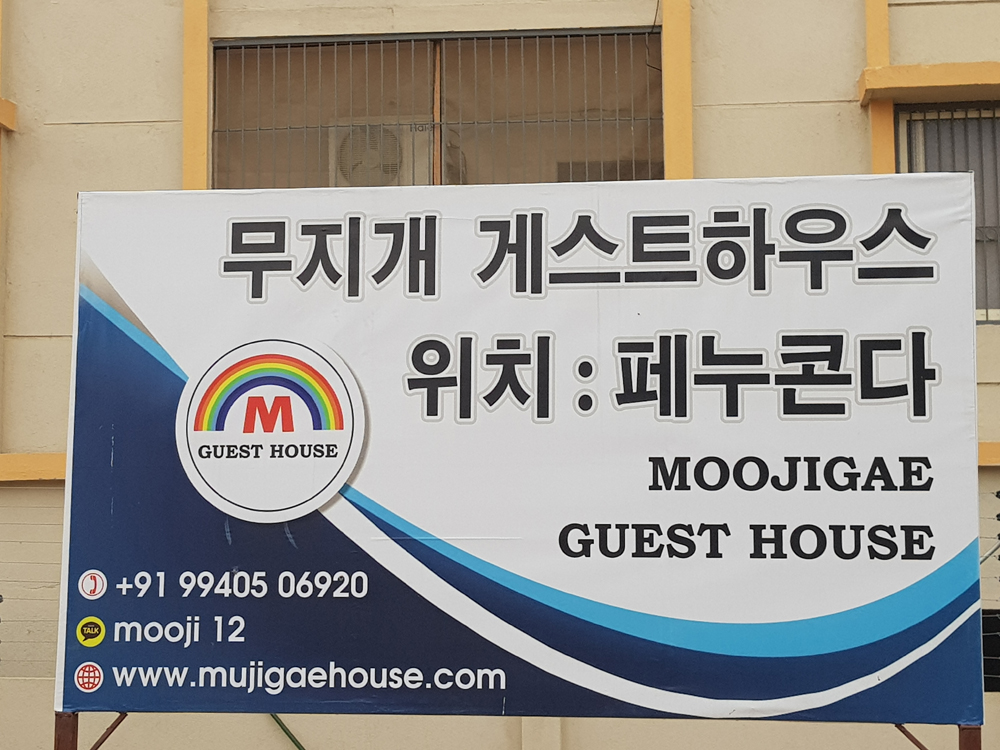 무지개 게스트하우스
위치 : 페누콘다
MOOJIGAE
GUEST HOUSE
M
GUEST HOUSE
+91 99405 06920
TALK
mooji 12
www.mujigaehouse.com